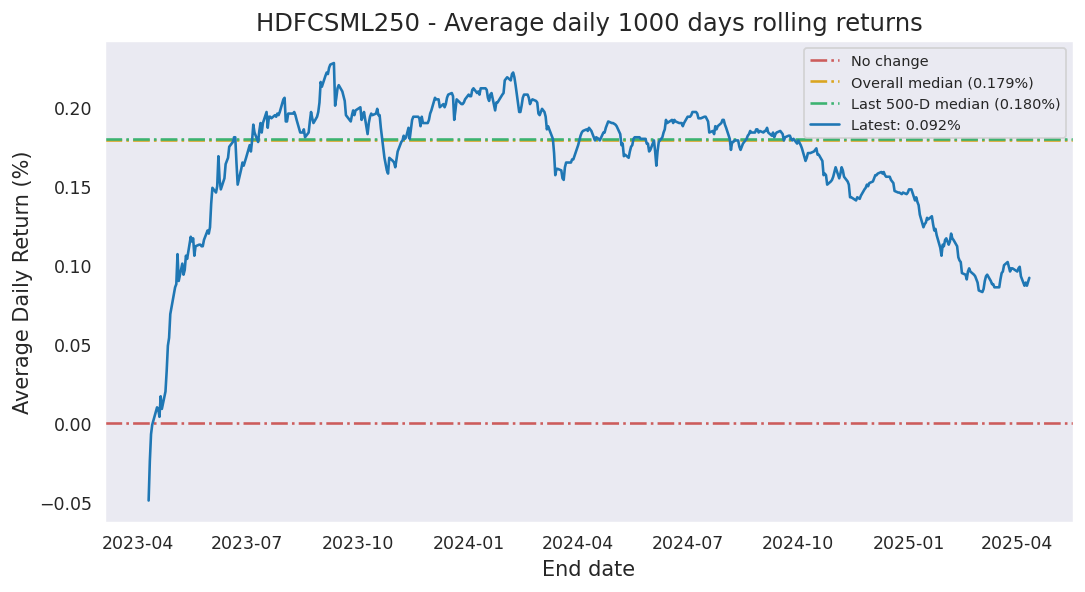 HDFCSML250 - Average daily 1000 days rolling returns
No change
Overall median (0.179%)
Last 500-D median (0.180%)
Latest: 0.092%
Average Daily Return (%)
0.20
0.15
0.10
0.05
0.00
−0.05
2023-04 2023-07 2023-10 2024-01 2024-04 2024-07 2024-10 2025-01 2025-04
End date